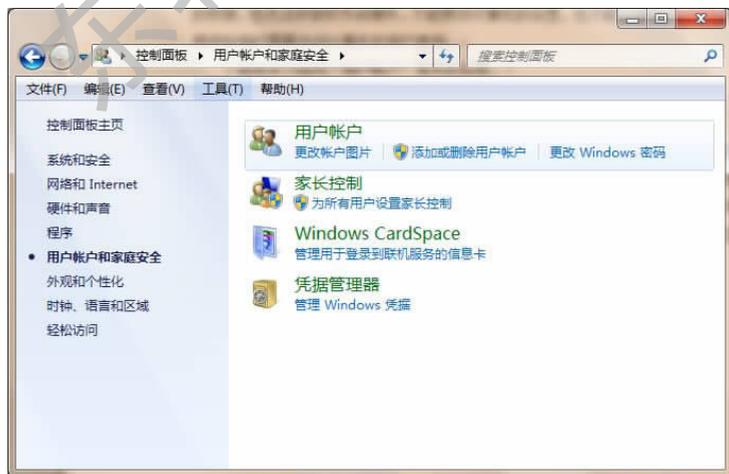 控制面板 ▸ 用户帐户和家庭安全 ▸
搜索控制面板
文件(F) 编辑(E) 查看(V) 工具(T) 帮助(H)
控制面板主页
系统和安全
网络和 Internet
硬件和声音
程序
用户帐户和家庭安全
外观和个性化
时钟、语言和区域
轻松访问
用户帐户
更改帐户图片 添加或删除用户帐户 更改 Windows 密码
家长控制
为所有用户设置家长控制
Windows CardSpace
管理用于登录到联机服务的信息卡
凭据管理器
管理 Windows 凭据